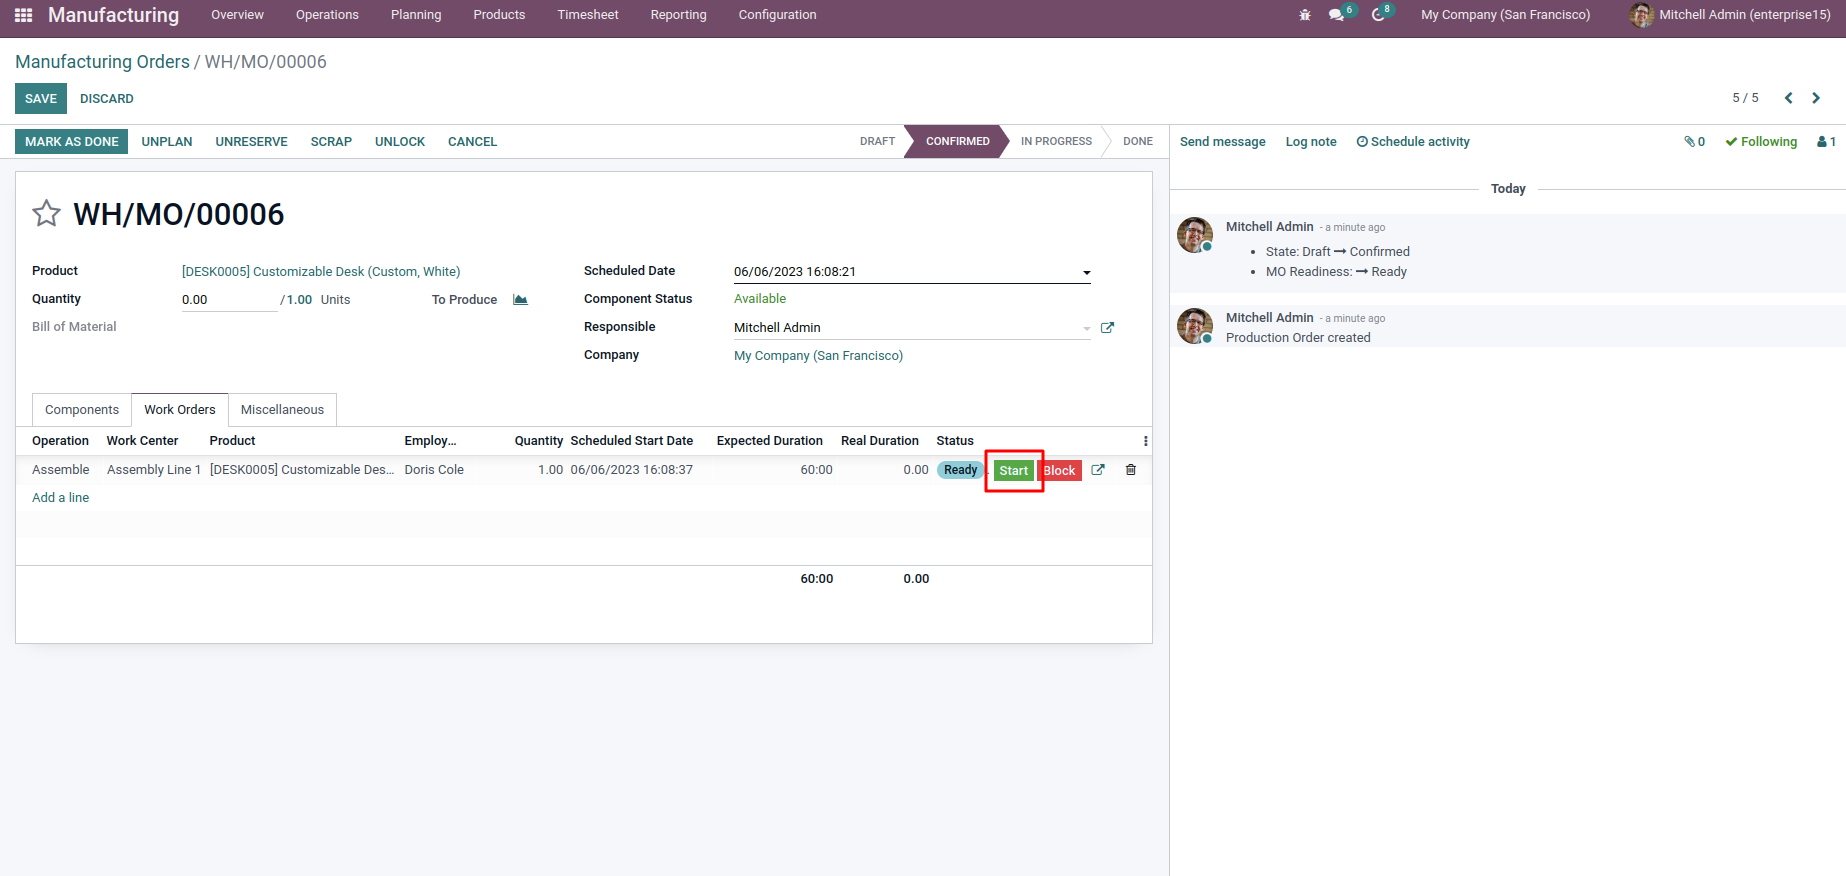 Manufacturing Overview Operations Planning Products Timesheet Reporting Configuration 6 8 My Company (San Francisco) Mitchell Admin (enterprise15)
Manufacturing Orders / WH/MO/00006
SAVE DISCARD 5 / 5
MARK AS DONE UNPLAN UNRESERVE SCRAP UNLOCK CANCEL DRAFT CONFIRMED IN PROGRESS DONE
WH/MO/00006
Product [DESK0005] Customizable Desk (Custom, White)
Quantity 0.00 / 1.00 Units To Produce
Bill of Material
Scheduled Date 06/06/2023 16:08:21
Component Status Available
Responsible Mitchell Admin
Company My Company (San Francisco)
Components Work Orders Miscellaneous
Operation Work Center Product Employ... Quantity Scheduled Start Date Expected Duration Real Duration Status
Assemble Assembly Line 1 [DESK0005] Customizable Des... Doris Cole 1.00 06/06/2023 16:08:37 60:00 0.00 Ready Start Block
Add a line
60:00 0.00
Send message Log note Schedule activity 0 Following 1
Today
Mitchell Admin - a minute ago
• State: Draft → Confirmed
• MO Readiness: → Ready
Mitchell Admin - a minute ago
Production Order created